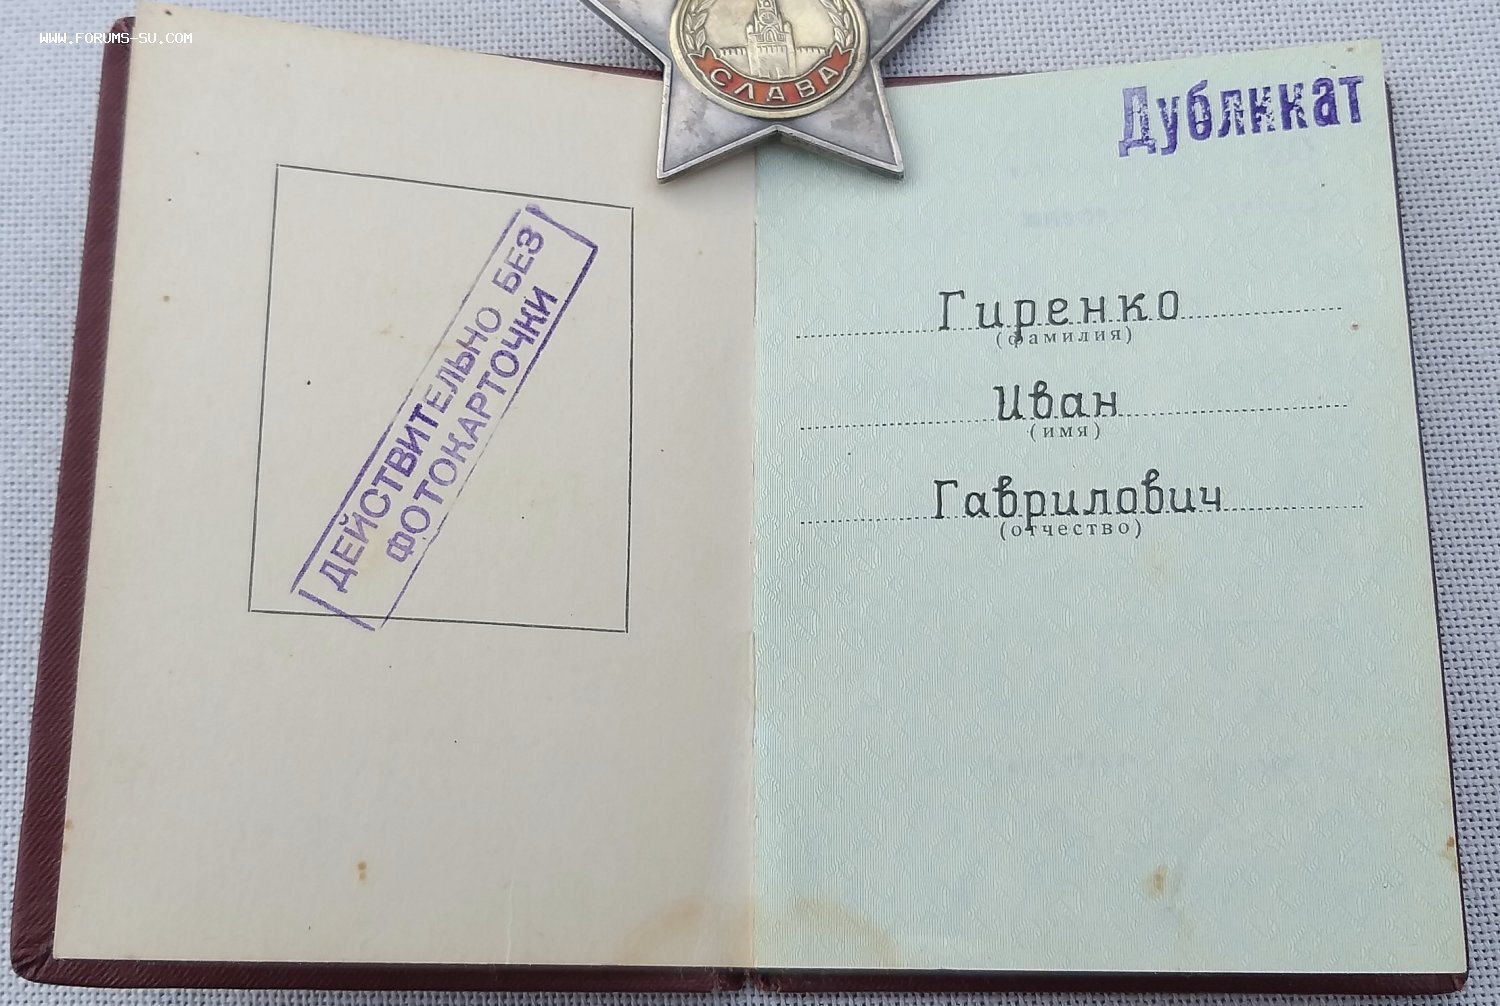 WWW.FORUMS-SU.COM
СЛАВА
ДЕЙСТВИТЕЛЬНО БЕЗ
ФОТОКАРТОЧКИ
Дубликат
Гиренко
(фамилия)
Иван
(имя)
Гаврилович
(отчество)